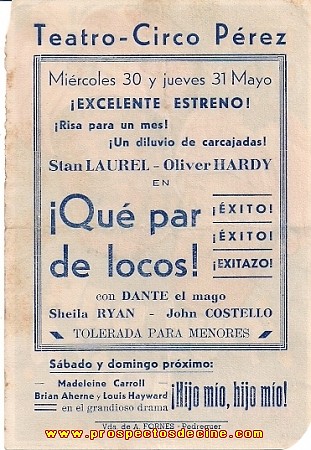 Teatro-Circo Pérez
Miércoles 30 y jueves 31 Mayo
¡EXCELENTE ESTRENO!
¡Risa para un mes!
¡Un diluvio de carcajadas!
Stan LAUREL - Oliver HARDY
EN
¡Qué par
de locos!
¡ÉXITO!
¡ÉXITO!
¡EXITAZO!
con DANTE el mago
Sheila RYAN - John COSTELLO
TOLERADA PARA MENORES
Sábado y domingo próximo:
Madeleine Carroll
Brian Aherne y Louis Hayward
en el grandioso drama
¡Hijo mío, hijo mío!
Vda. de A. FORNES - Pedreguer
www.prospectosdecine.com